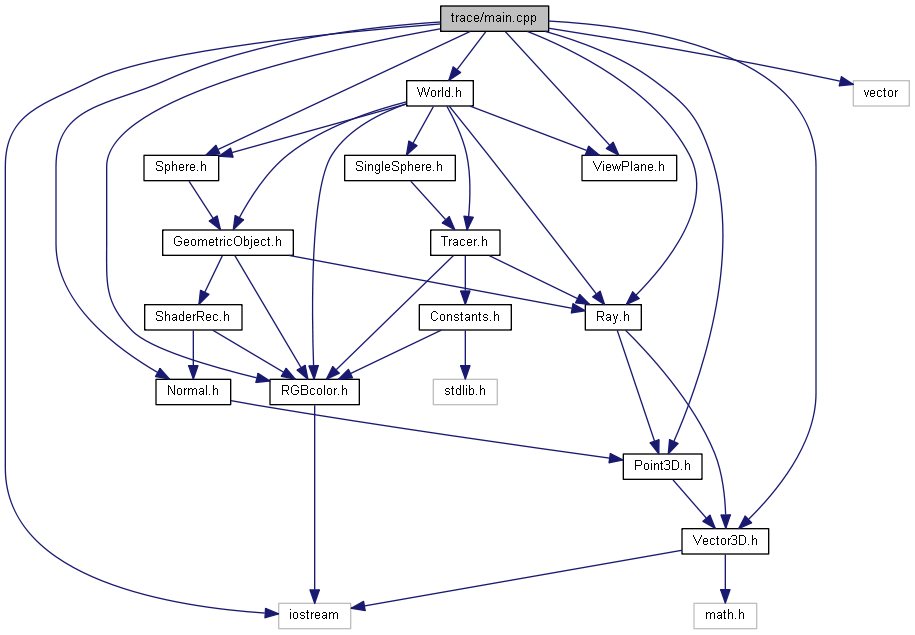 trace/main.cpp
World.h
vector
Sphere.h
SingleSphere.h
ViewPlane.h
GeometricObject.h
Tracer.h
ShaderRec.h
Constants.h
Ray.h
Normal.h
RGBcolor.h
stdlib.h
Point3D.h
Vector3D.h
iostream
math.h